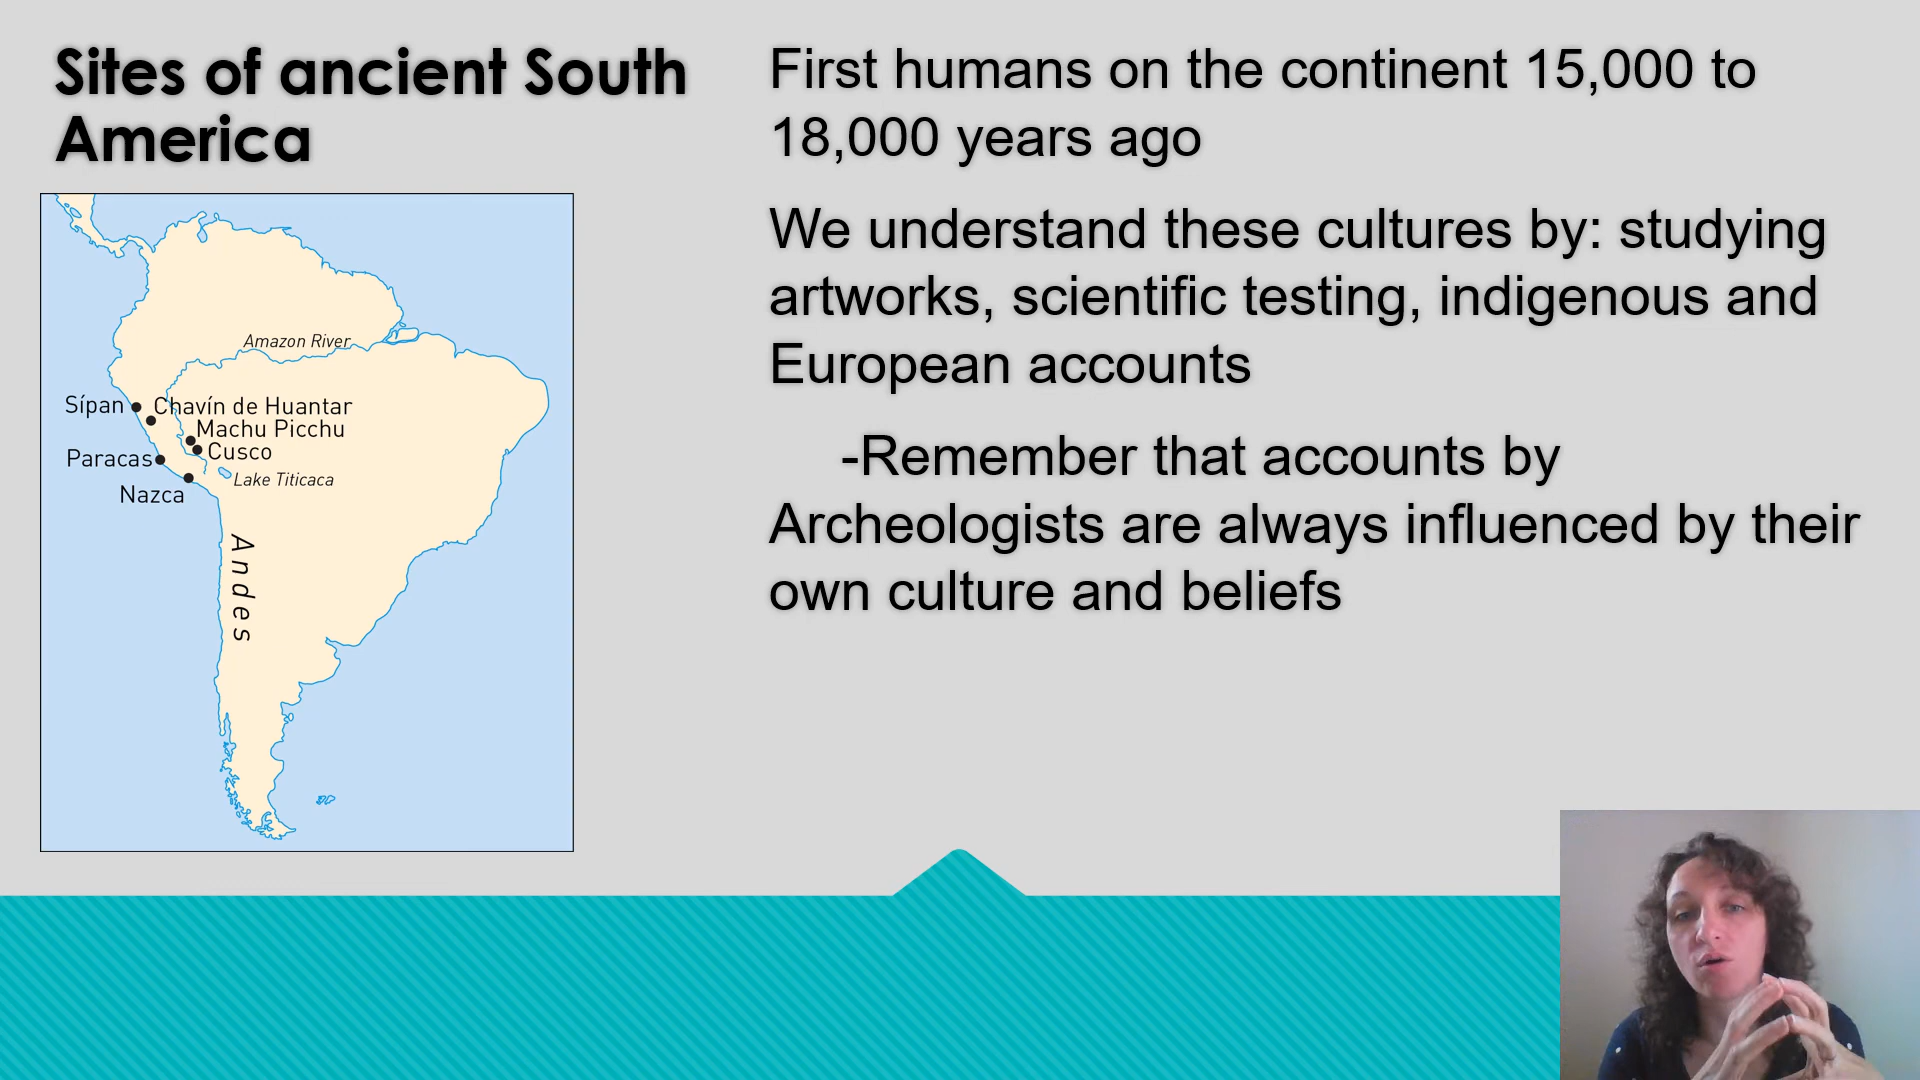 Sites of ancient South
America
First humans on the continent 15,000 to
18,000 years ago
We understand these cultures by: studying
artworks, scientific testing, indigenous and
European accounts
-Remember that accounts by
Archeologists are always influenced by their
own culture and beliefs
Amazon River
Sípan
Chavín de Huantar
Machu Picchu
Cusco
Paracas
Lake Titicaca
Nazca
Andes